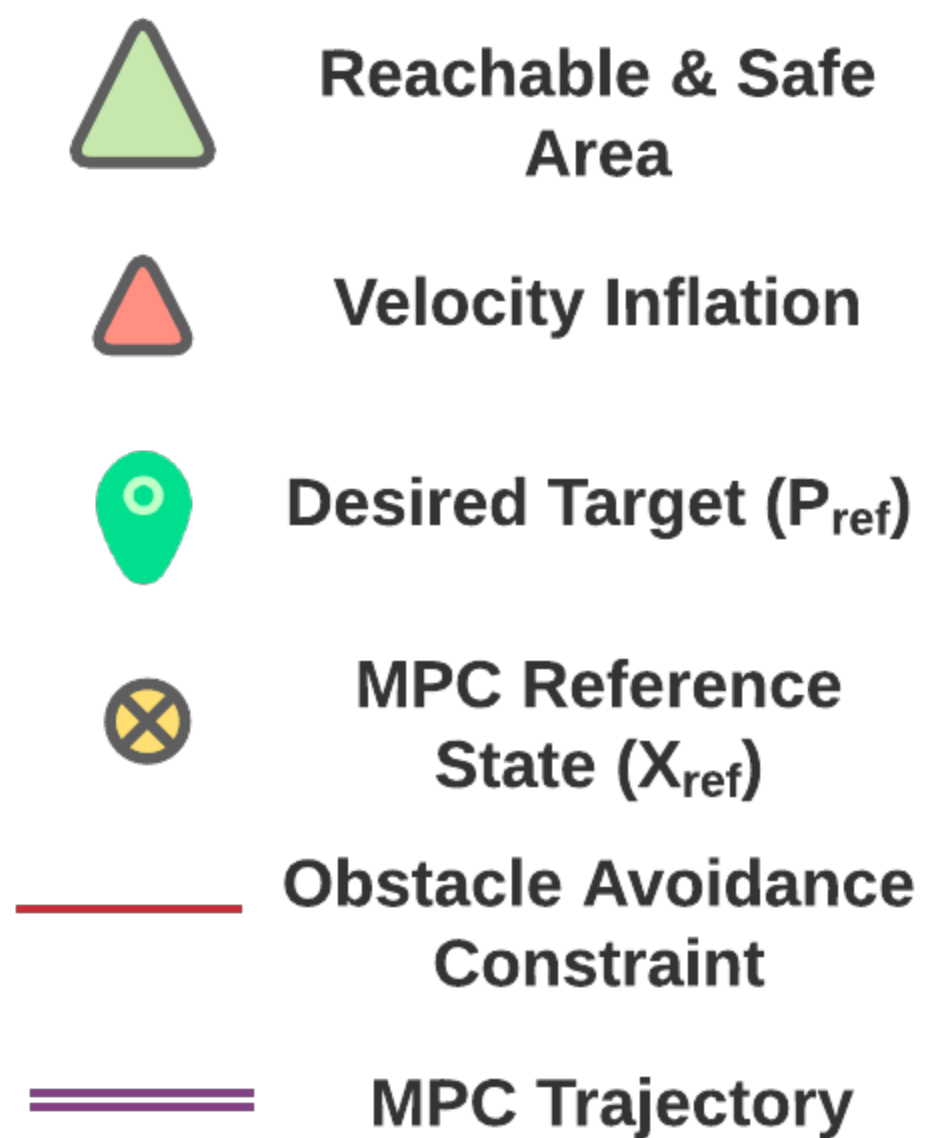 Reachable & Safe
Area
Velocity Inflation
Desired Target (Pref)
MPC Reference
State (Xref)
Obstacle Avoidance
Constraint
MPC Trajectory